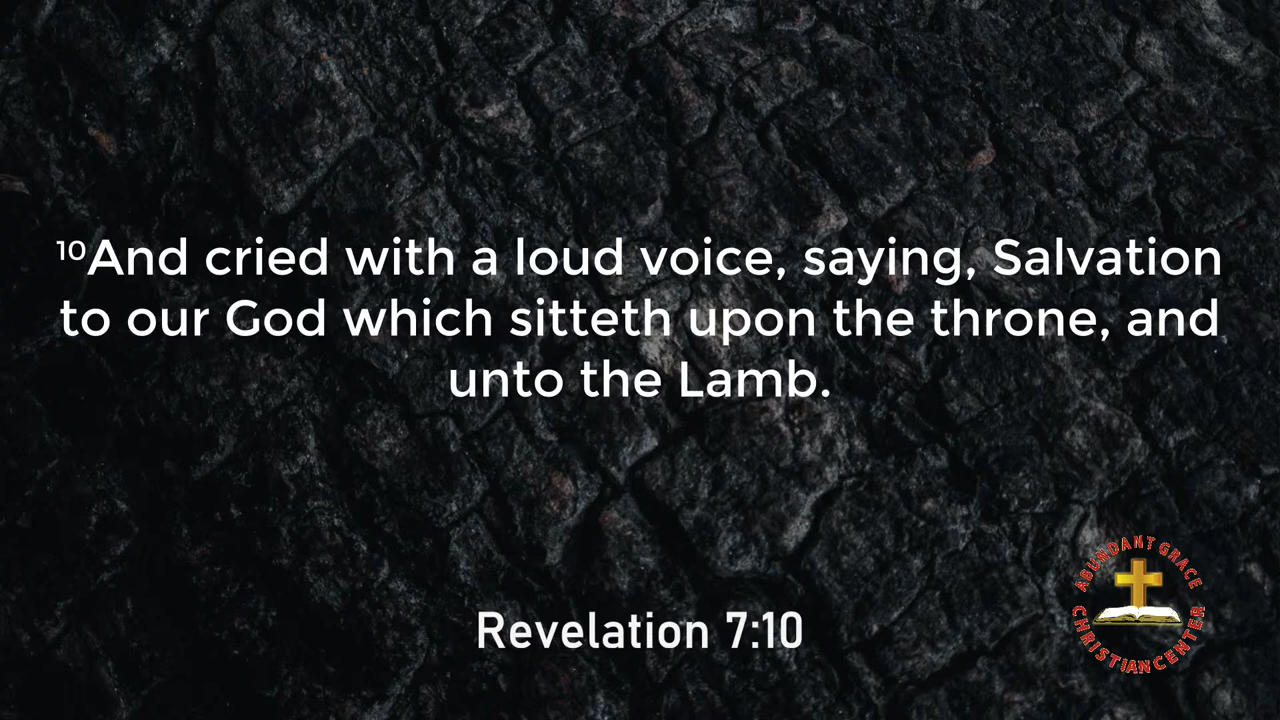 ¹⁰And cried with a loud voice, saying, Salvation
to our God which sitteth upon the throne, and
unto the Lamb.
Revelation 7:10
ABUNDANT GRACE
CHRISTIAN CENTER